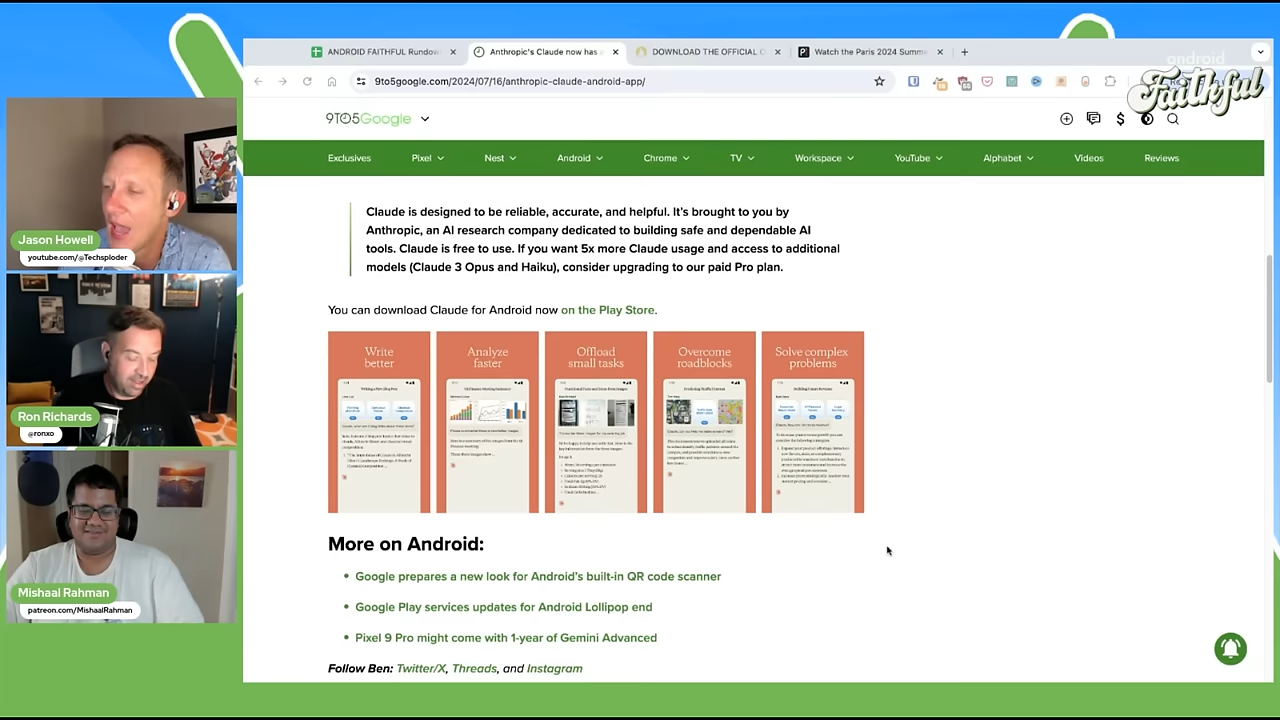 ANDROID FAITHFUL Rundow
Anthropic's Claude now has a
DOWNLOAD THE OFFICIAL O
Watch the Paris 2024 Summe
9to5google.com/2024/07/16/anthropic-claude-android-app/
android
Faithful
9TO5Google
Exclusives
Pixel
Nest
Android
Chrome
TV
Workspace
YouTube
Alphabet
Videos
Reviews
Claude is designed to be reliable, accurate, and helpful. It's brought to you by
Anthropic, an AI research company dedicated to building safe and dependable AI
tools. Claude is free to use. If you want 5x more Claude usage and access to additional
models (Claude 3 Opus and Haiku), consider upgrading to our paid Pro plan.
You can download Claude for Android now on the Play Store.
Write
better
Analyze
faster
Offload
small tasks
Overcome
roadblocks
Solve complex
problems
More on Android:
• Google prepares a new look for Android's built-in QR code scanner
• Google Play services updates for Android Lollipop end
• Pixel 9 Pro might come with 1-year of Gemini Advanced
Follow Ben: Twitter/X, Threads, and Instagram
Jason Howell
youtube.com/@Techsploder
Ron Richards
@ronxo
Mishaal Rahman
patreon.com/MishaalRahman